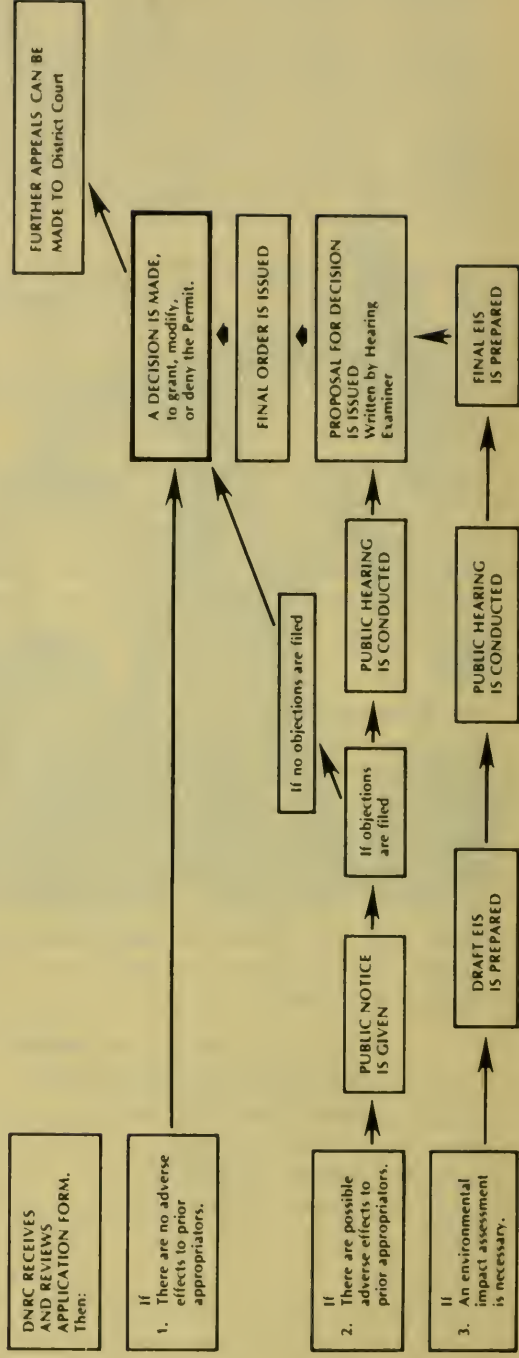 DNRC RECEIVES
AND REVIEWS
APPLICATION FORM.
Then:
If
1. There are no adverse
effects to prior
appropriators.
If
2. There are possible
adverse effects to
prior appropriators.
If
3. An environmental
impact assessment
is necessary.
PUBLIC NOTICE
IS GIVEN
DRAFT EIS
IS PREPARED
If no objections are filed
If objections
are filed
PUBLIC HEARING
IS CONDUCTED
PUBLIC HEARING
IS CONDUCTED
FURTHER APPEALS CAN BE
MADE TO District Court
A DECISION IS MADE,
to grant, modify,
or deny the Permit.
FINAL ORDER IS ISSUED
PROPOSAL FOR DECISION
IS ISSUED
Written by Hearing
Examiner
FINAL EIS
IS PREPARED